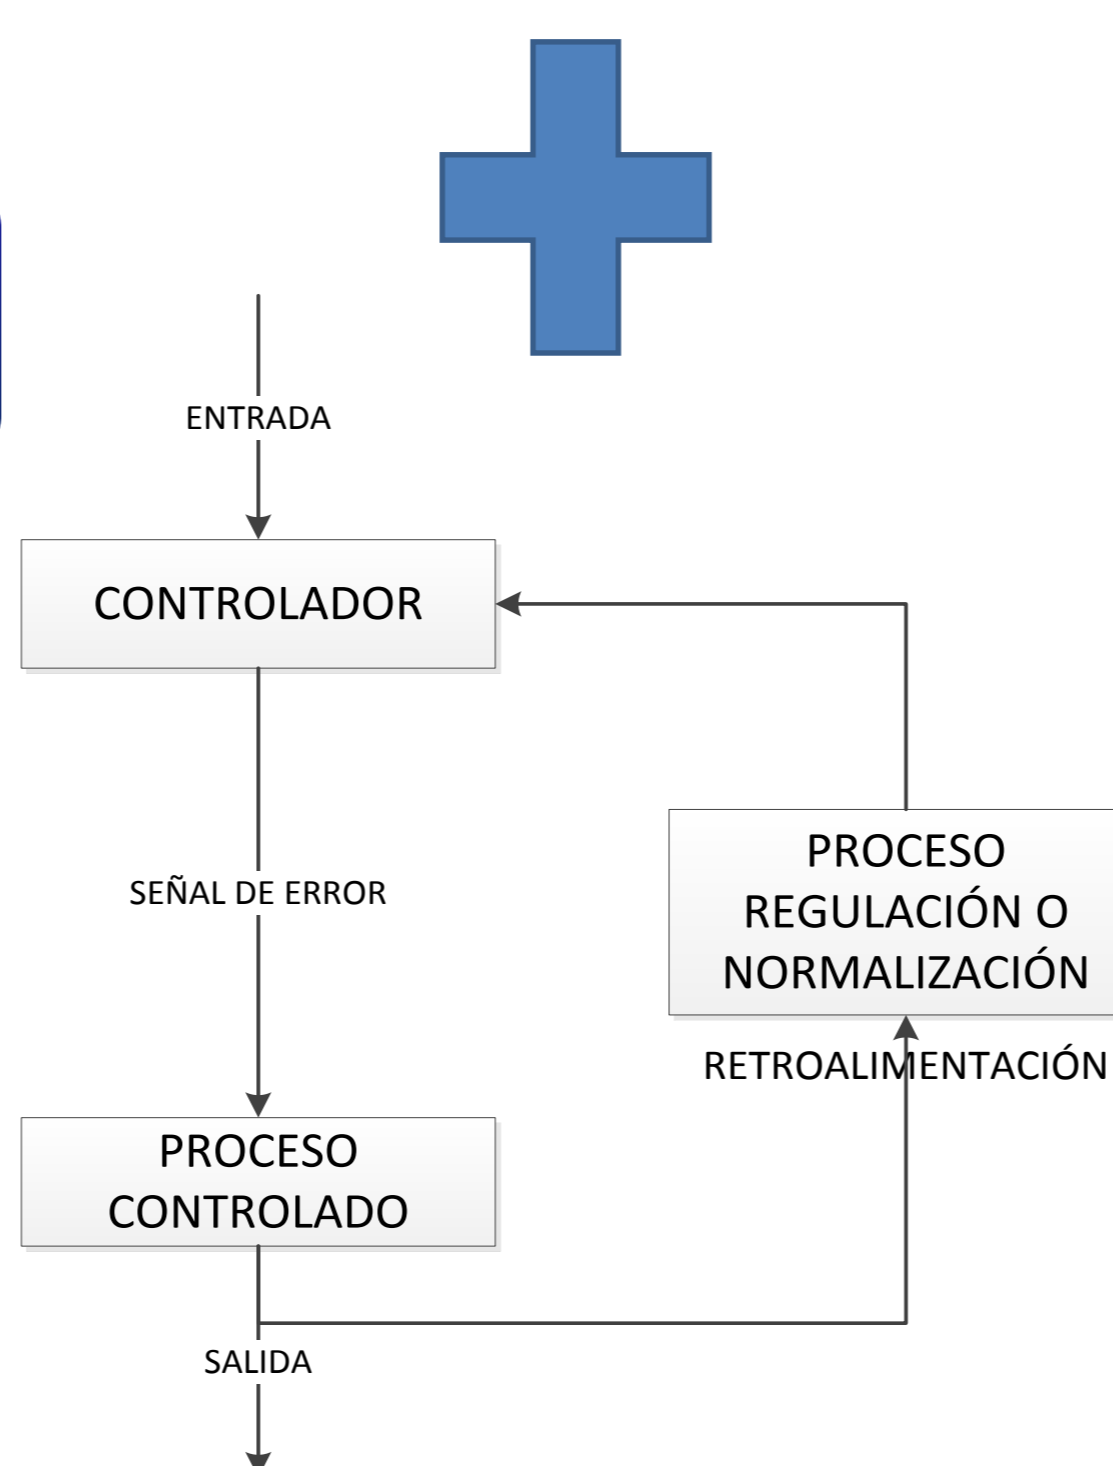 ENTRADA
CONTROLADOR
SEÑAL DE ERROR
PROCESO
REGULACIÓN O
NORMALIZACIÓN
RETROALIMENTACIÓN
PROCESO
CONTROLADO
SALIDA